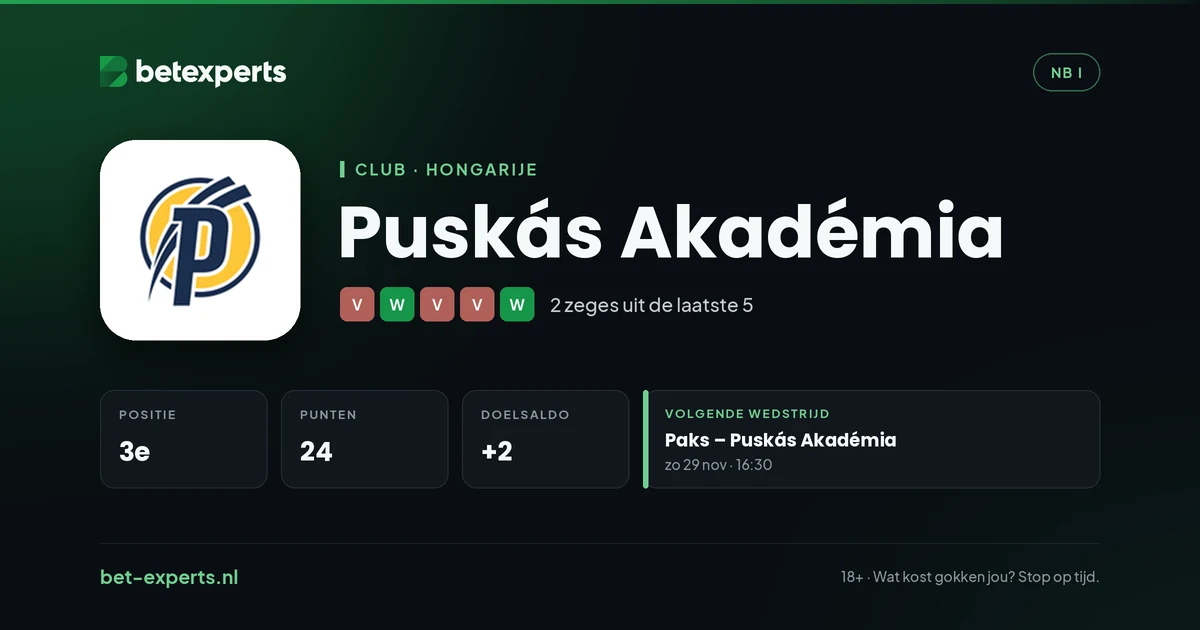 betexperts
NB I
CLUB · HONGARIJE
Puskás Akadémia
V W V V W 2 zeges uit de laatste 5
POSITIE
3e
PUNTEN
24
DOELSALDO
+2
VOLGENDE WEDSTRIJD
Paks – Puskás Akadémia
zo 29 nov · 16:30
bet-experts.nl
18+ · Wat kost gokken jou? Stop op tijd.